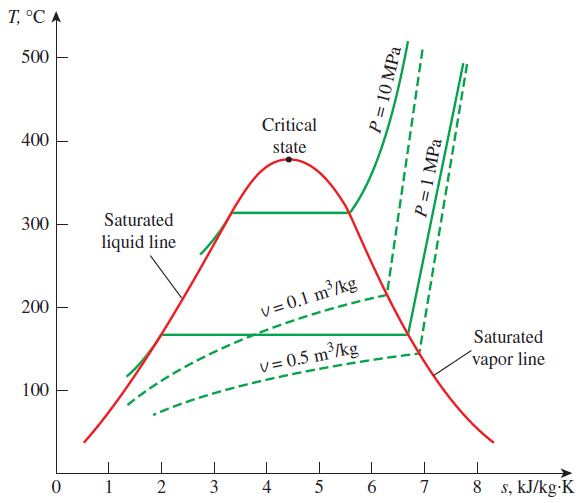 T, °C
500
400
300
200
100
0
1
2
3
4
5
6
7
8
s, kJ/kg·K
Critical
state
Saturated
liquid line
P = 10 MPa
P = 1 MPa
v = 0.1 m³/kg
v = 0.5 m³/kg
Saturated
vapor line